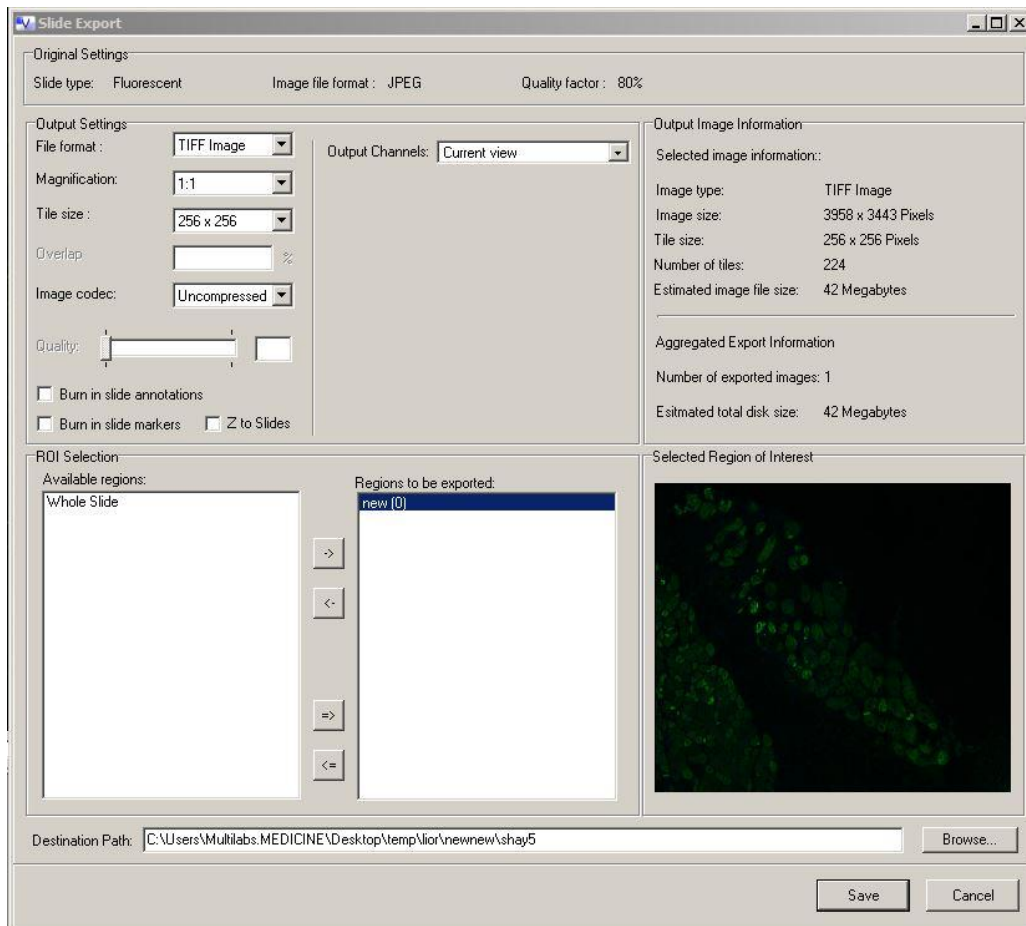 Slide Export
Original Settings
Slide type: Fluorescent Image file format : JPEG Quality factor : 80%
Output Settings
File format : TIFF Image
Magnification: 1:1
Tile size : 256 x 256
Overlap %
Image codec: Uncompressed
Quality:
Burn in slide annotations
Burn in slide markers Z to Slides
Output Channels: Current view
Output Image Information
Selected image information::
Image type: TIFF Image
Image size: 3958 x 3443 Pixels
Tile size: 256 x 256 Pixels
Number of tiles: 224
Estimated image file size: 42 Megabytes
Aggregated Export Information
Number of exported images: 1
Esitmated total disk size: 42 Megabytes
ROI Selection
Available regions:
Whole Slide
->
<-
=>
<=
Regions to be exported:
new (0)
Selected Region of Interest
Destination Path: C:\Users\Multilabs.MEDICINE\Desktop\temp\lior\newnew\shay5
Browse...
Save Cancel